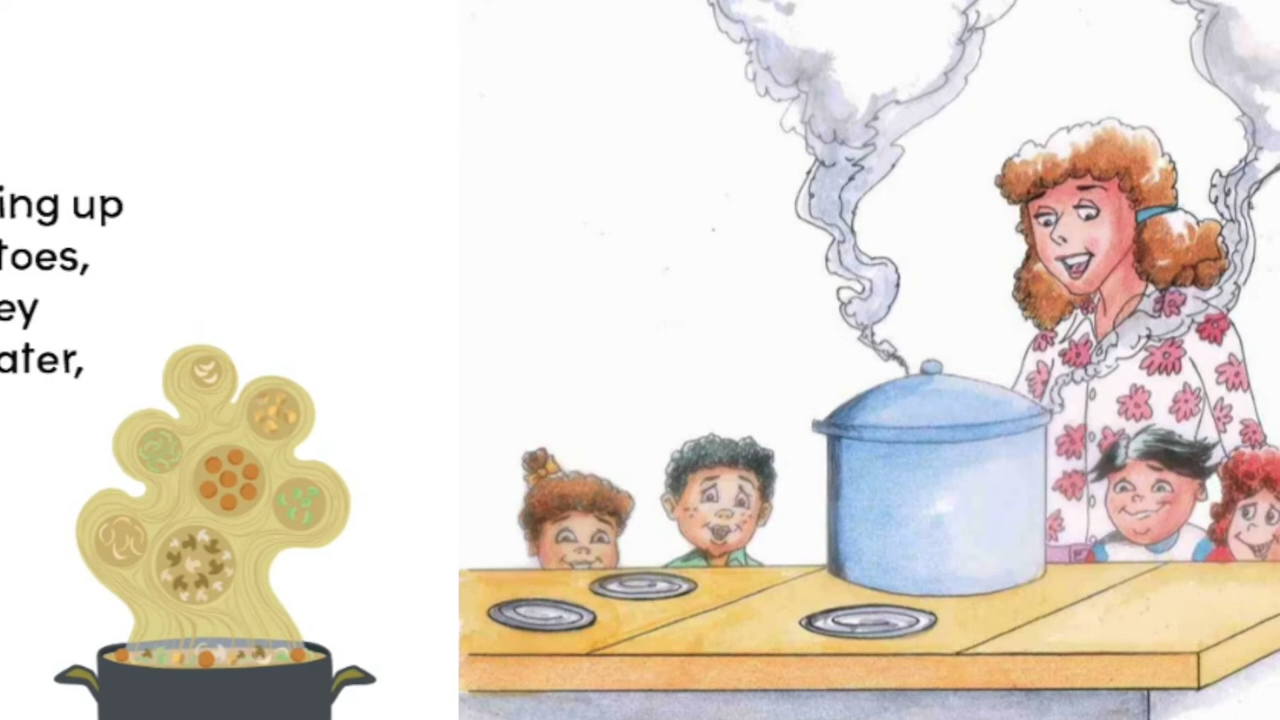 ing up
toes,
ey
ater,